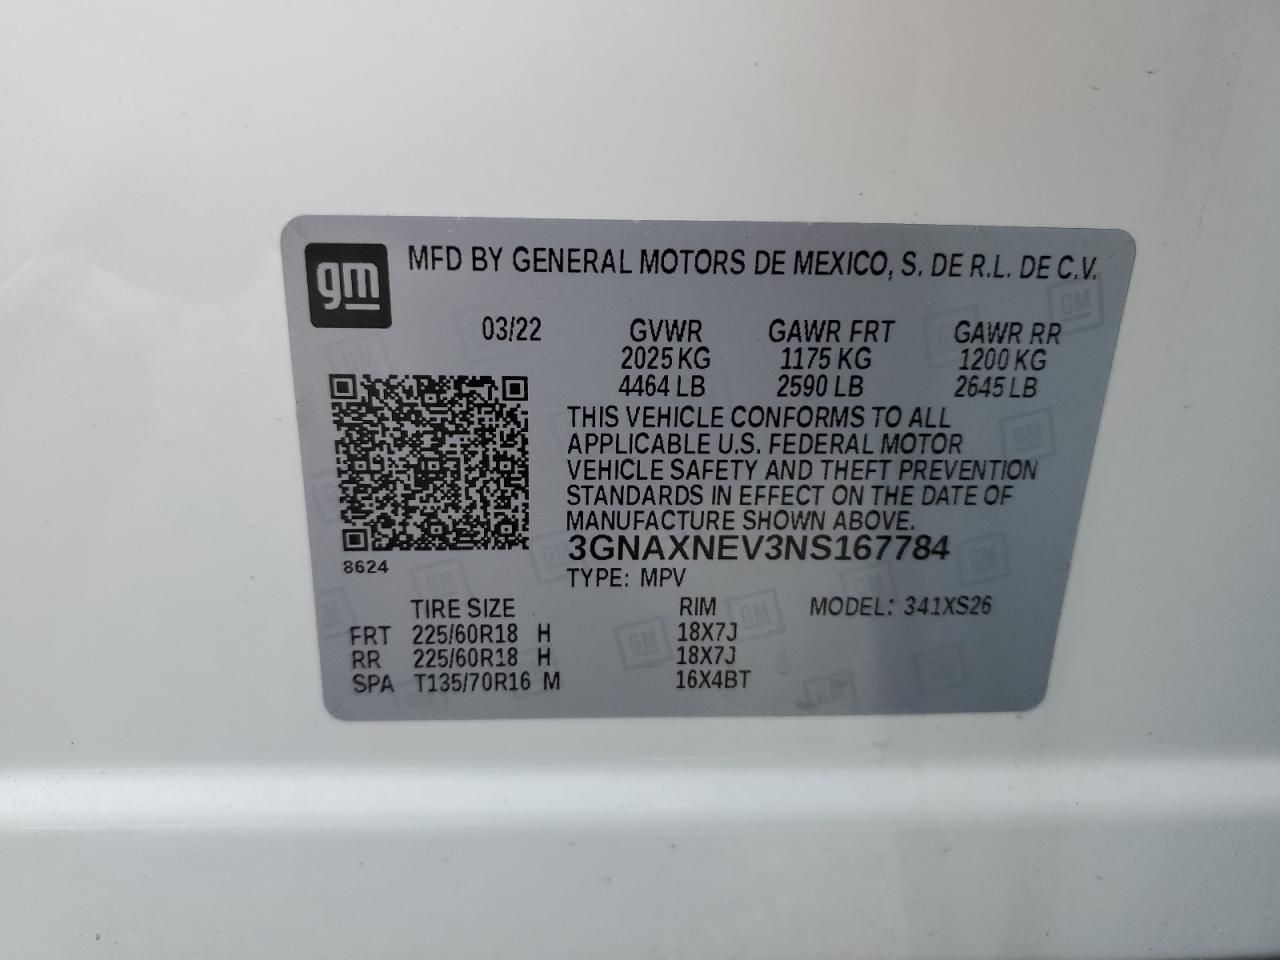 gm MFD BY GENERAL MOTORS DE MEXICO, S. DE R.L. DE C.V.
03/22 GVWR GAWR FRT GAWR RR
2025 KG 1175 KG 1200 KG
4464 LB 2590 LB 2645 LB
THIS VEHICLE CONFORMS TO ALL
APPLICABLE U.S. FEDERAL MOTOR
VEHICLE SAFETY AND THEFT PREVENTION
STANDARDS IN EFFECT ON THE DATE OF
MANUFACTURE SHOWN ABOVE.
3GNAXNEV3NS167784
8624 TYPE: MPV
TIRE SIZE RIM MODEL: 341XS26
FRT 225/60R18 H 18X7J
RR 225/60R18 H 18X7J
SPA T135/70R16 M 16X4BT